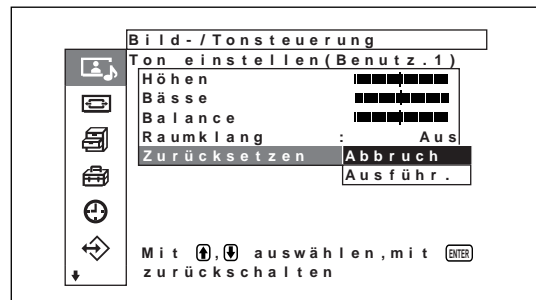 Bild-/Tonsteuerung
Ton einstellen(Benutz.1)
Höhen
Bässe
Balance
Raumklang : Aus
Zurücksetzen Abbruch
Ausführ.
Mit ⬆,⬇ auswählen,mit ENTER
zurückschalten